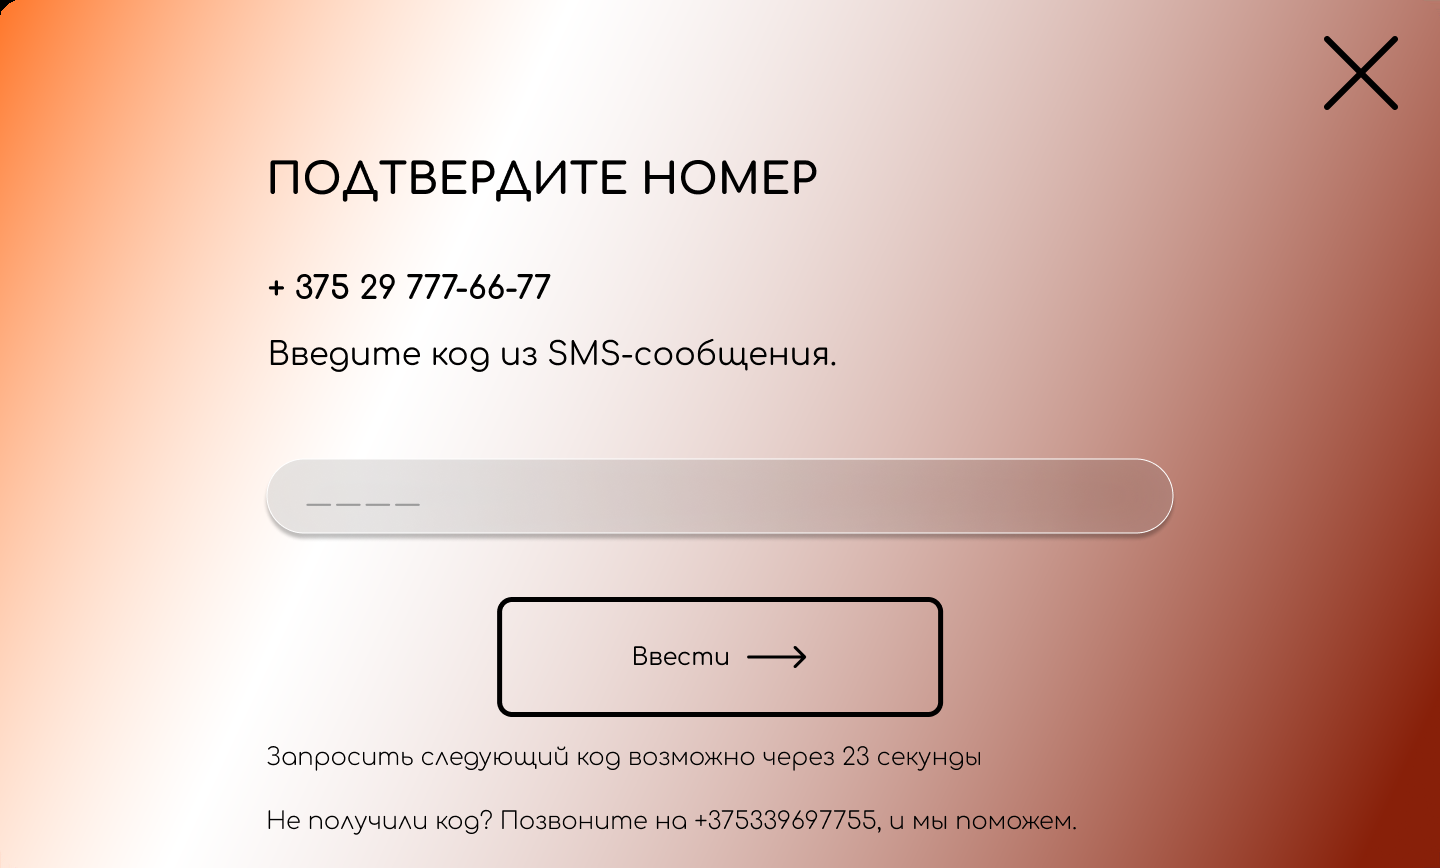 ПОДТВЕРДИТЕ НОМЕР
+ 375 29 777-66-77
Введите код из SMS-сообщения.
_ _ _ _
Ввести
Запросить следующий код возможно через 23 секунды
Не получили код? Позвоните на +375339697755, и мы поможем.